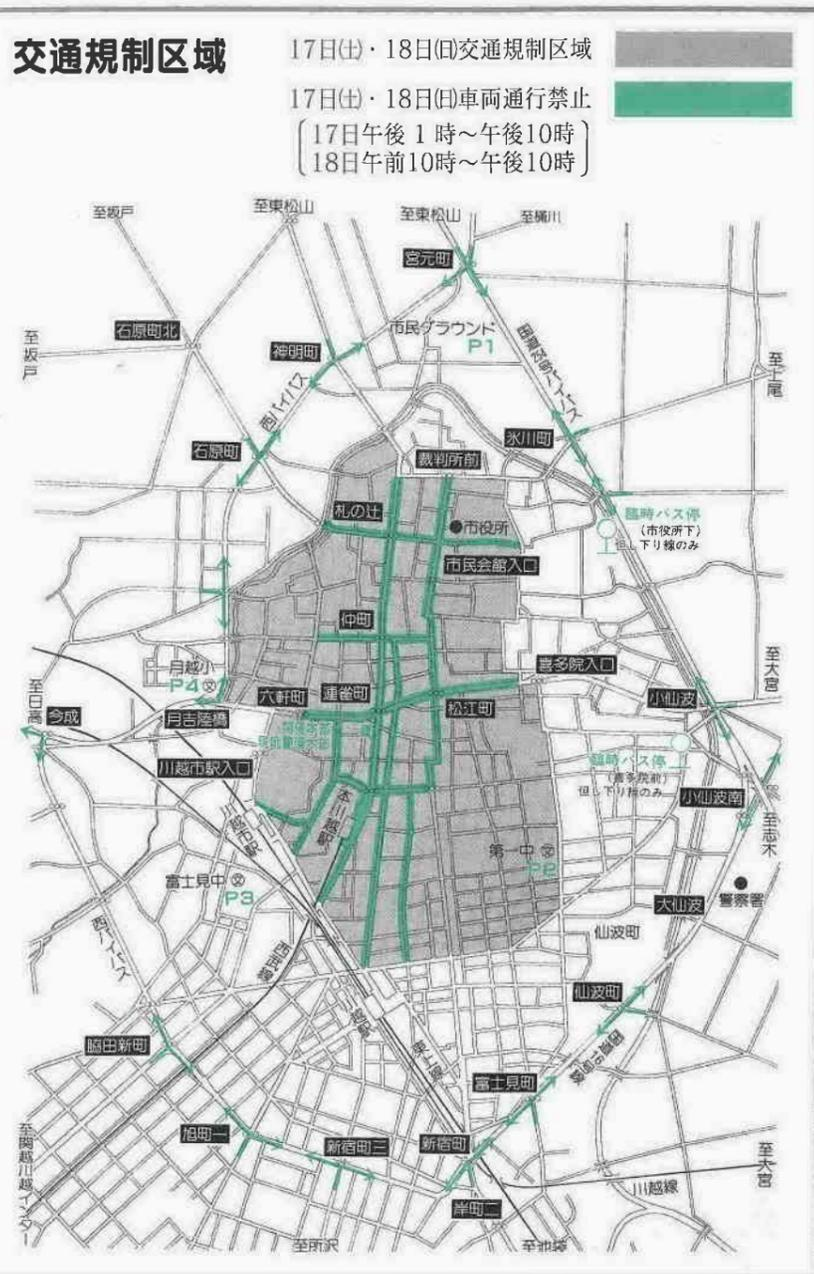 交通規制区域
17日(土)・18日(日)交通規制区域
17日(土)・18日(日)車両通行禁止
17日午後1時～午後10時
18日午前10時～午後10時
至坂戸
至東松山
至東松山
至桶川
宮元町
石原町北
至坂戸
神明町
市民グラウンド
P1
至上尾
西バイパス
石原町
氷川町
裁判所前
札の辻
●市役所
臨時バス停
(市役所下)
但し下り線のみ
市民会館入口
仲町
月越小
P4
喜多院入口
至大宮
至日高
今成
六軒町
連雀町
松江町
小仙波
月吉陸橋
川越市駅入口
臨時バス停
(喜多院前)
但し下り線のみ
小仙波南
至志木
本川越駅
第一中
P2
富士見中
P3
警察署
大仙波
仙波町
西バイパス
西武線
仙波町
脇田新町
富士見町
旭町一
新宿町三
新宿町
岸町二
川越線
至大宮
至関越川越インター
至所沢
至池袋